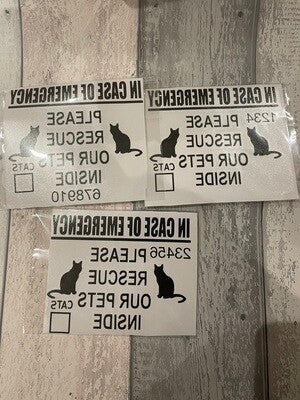 IN CASE OF EMERGENCY
PLEASE
RESCUE
OUR PETS
CATS
INSIDE
678910
IN CASE OF EMERGENCY
1234 PLEASE
RESCUE
OUR PETS
CATS
INSIDE
IN CASE OF EMERGENCY
23456 PLEASE
RESCUE
OUR PETS
CATS
INSIDE